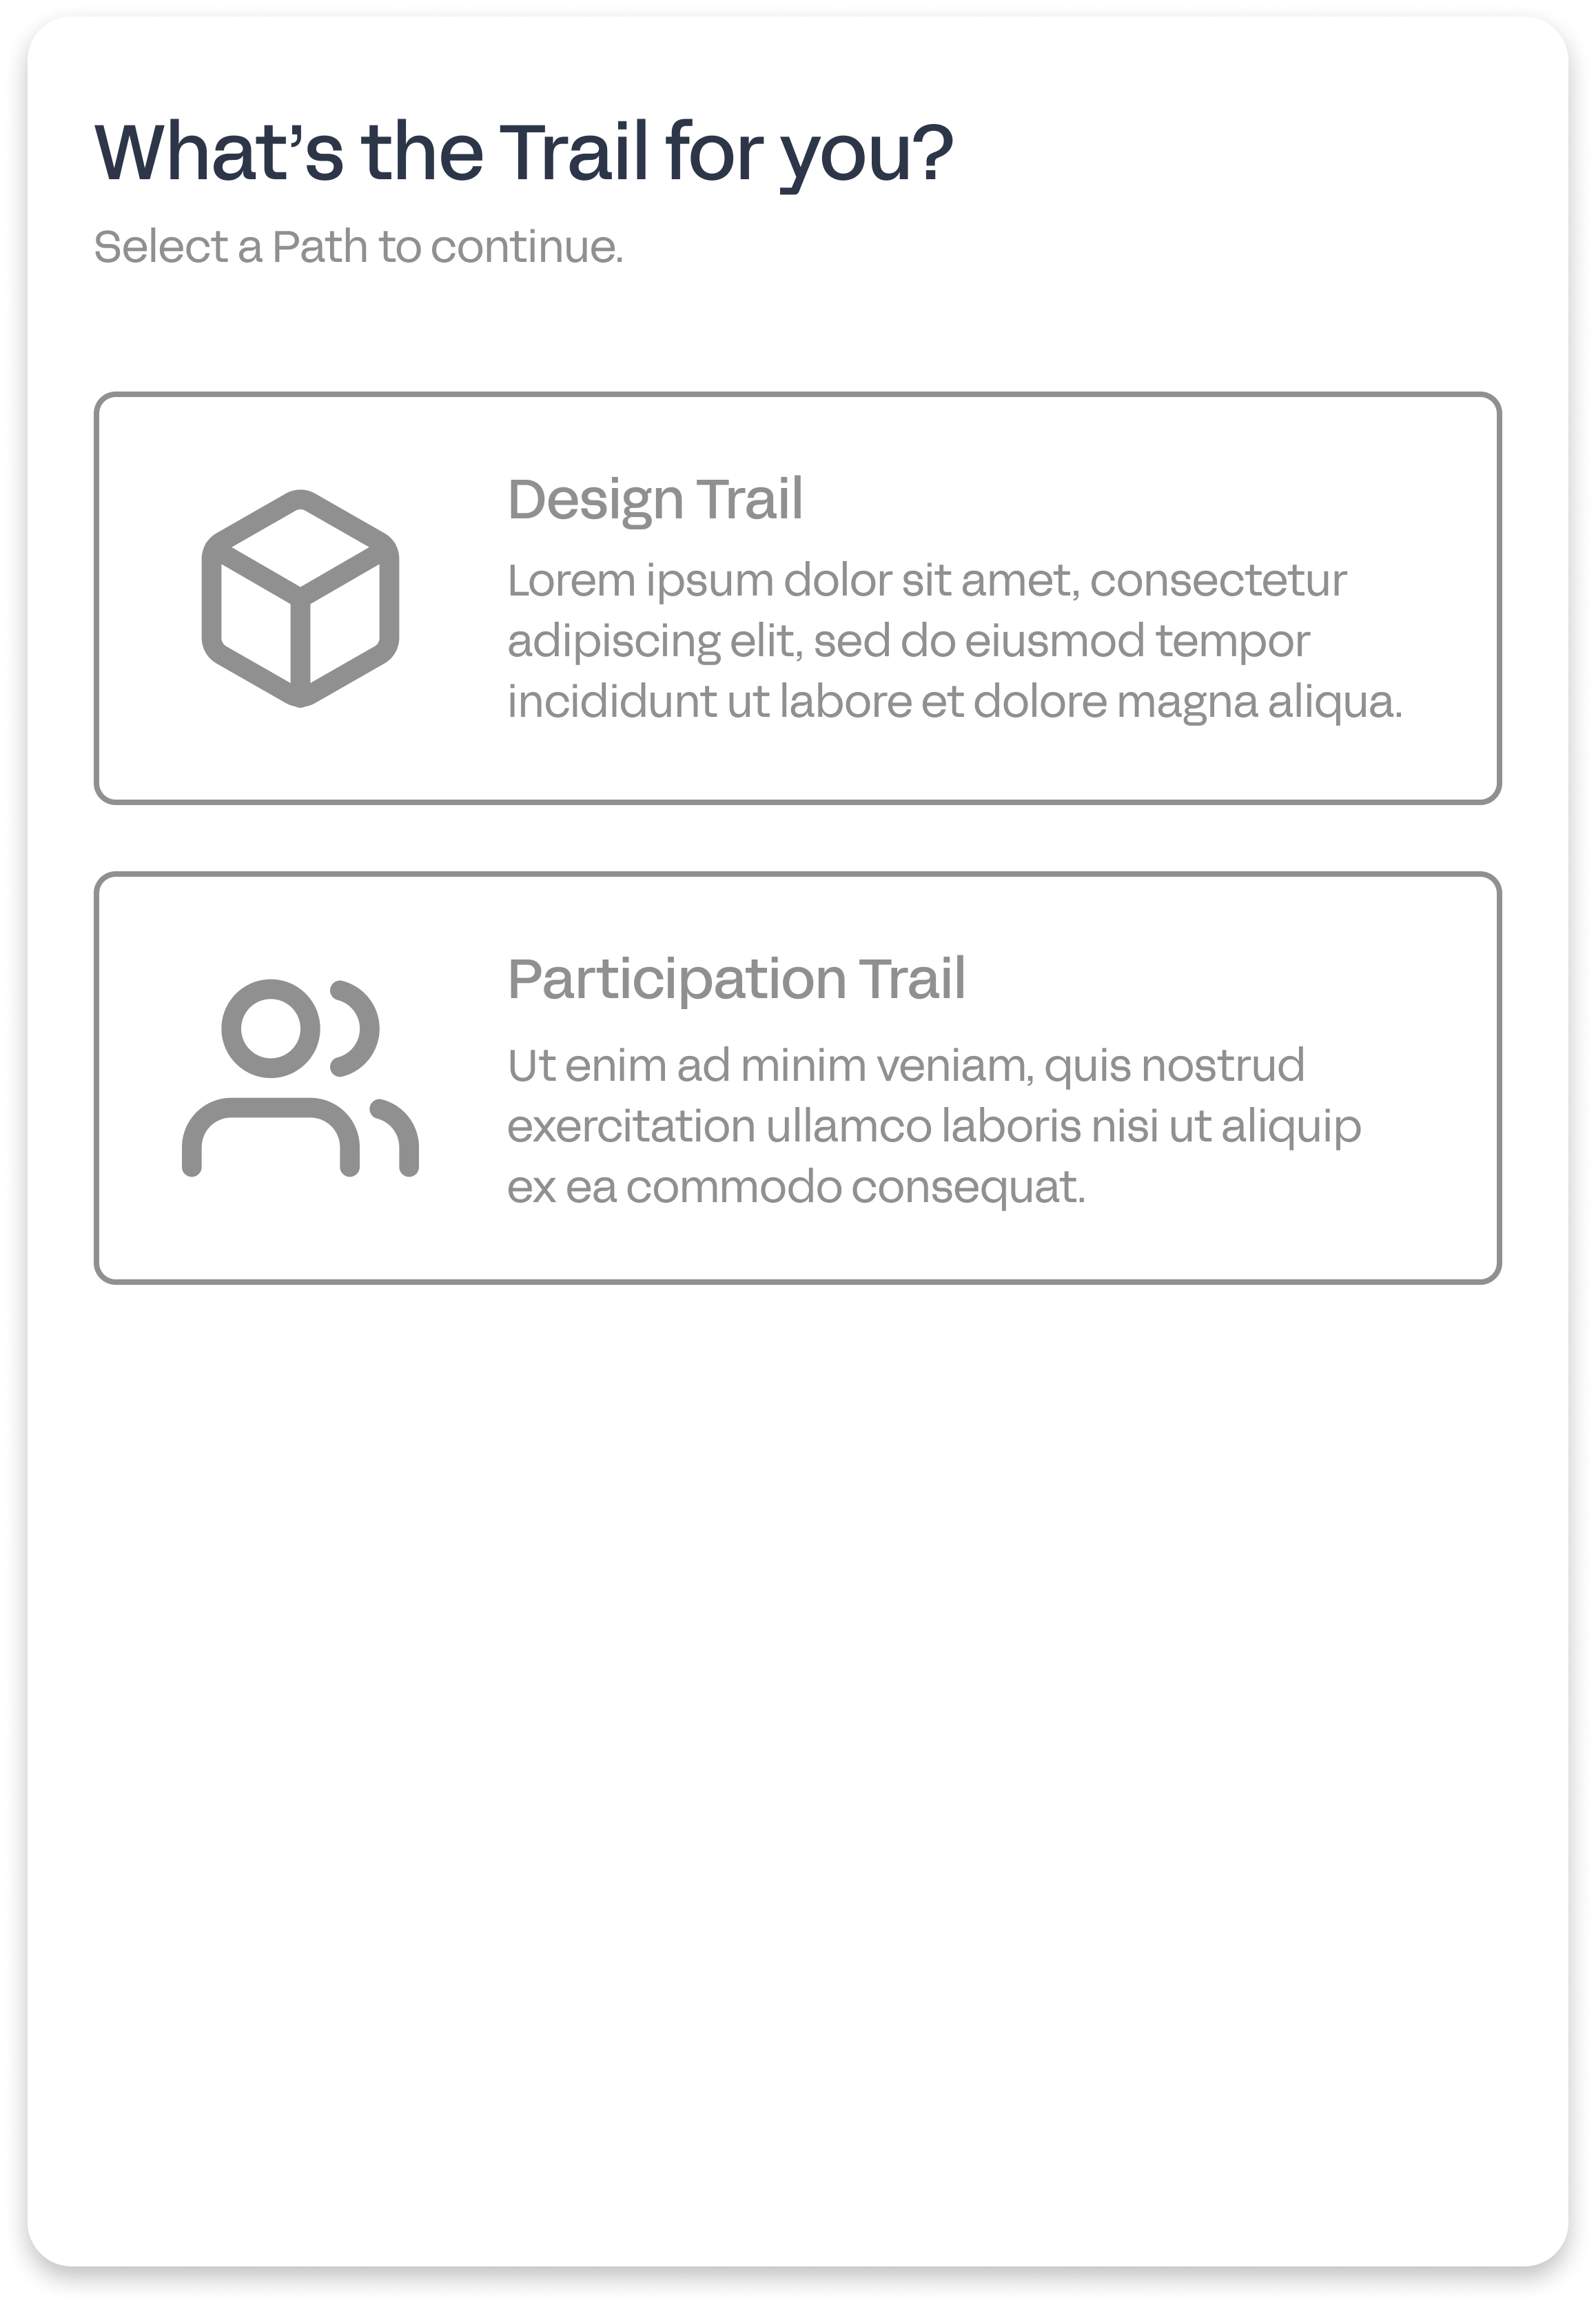 What’s the Trail for you?
Select a Path to continue.
Design Trail
Lorem ipsum dolor sit amet, consectetur
adipiscing elit, sed do eiusmod tempor
incididunt ut labore et dolore magna aliqua.
Participation Trail
Ut enim ad minim veniam, quis nostrud
exercitation ullamco laboris nisi ut aliquip
ex ea commodo consequat.